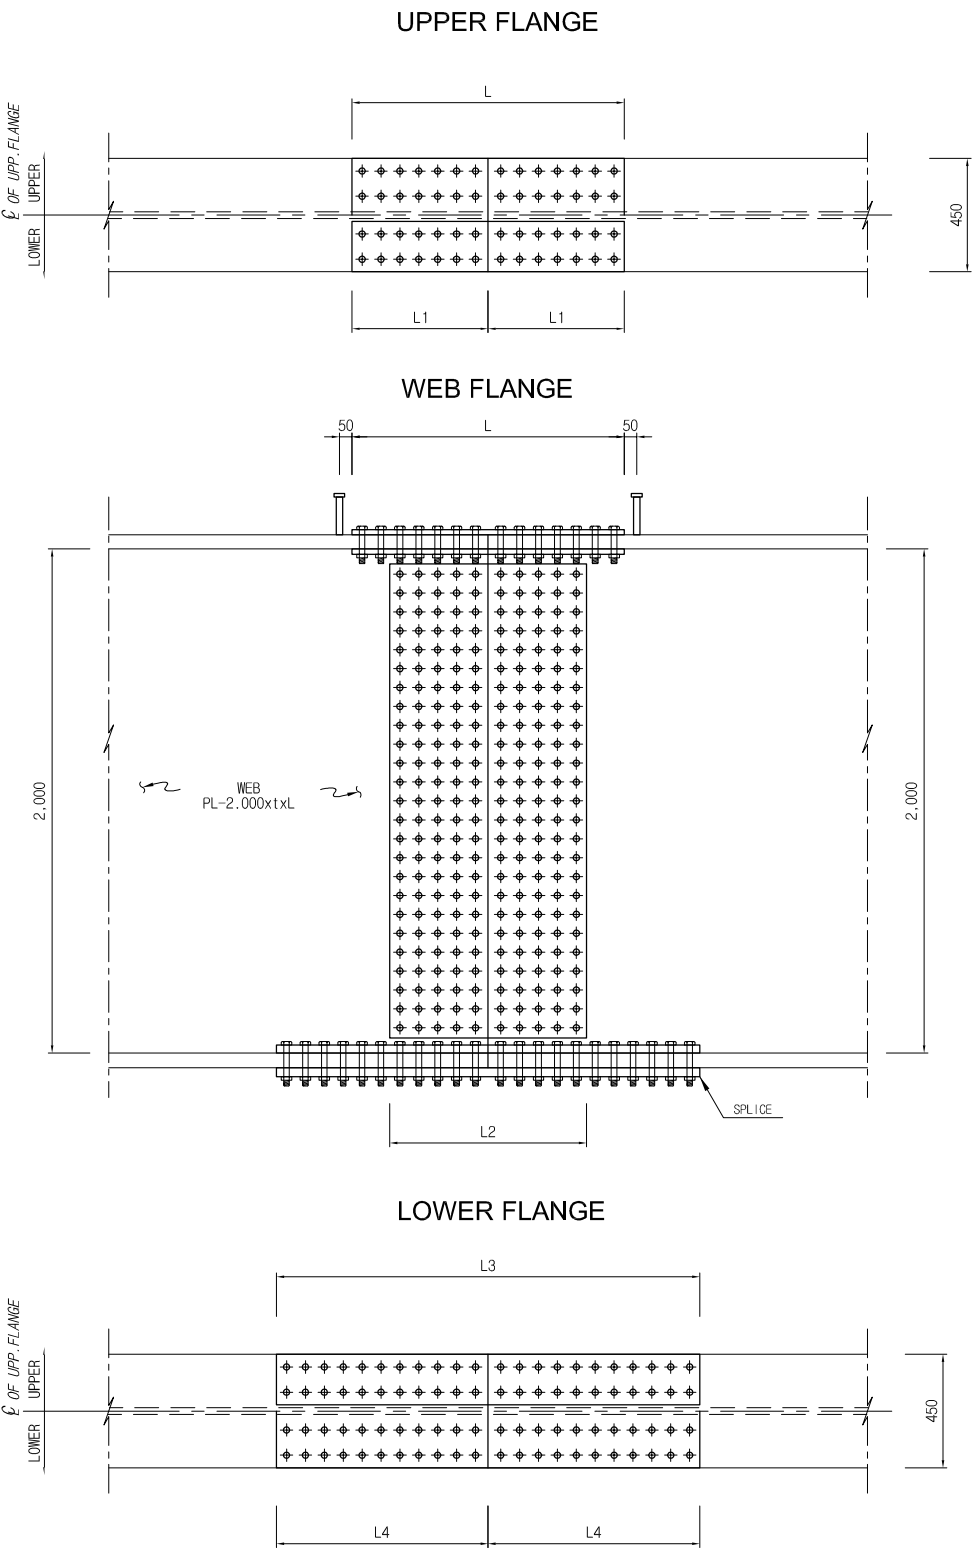 UPPER FLANGE
L
℄ OF UPP.FLANGE
UPPER
LOWER
450
L1
L1
WEB FLANGE
50
L
50
2.000
WEB
PL-2.000xtxL
2.000
SPLICE
L2
LOWER FLANGE
L3
℄ OF UPP.FLANGE
UPPER
LOWER
450
L4
L4